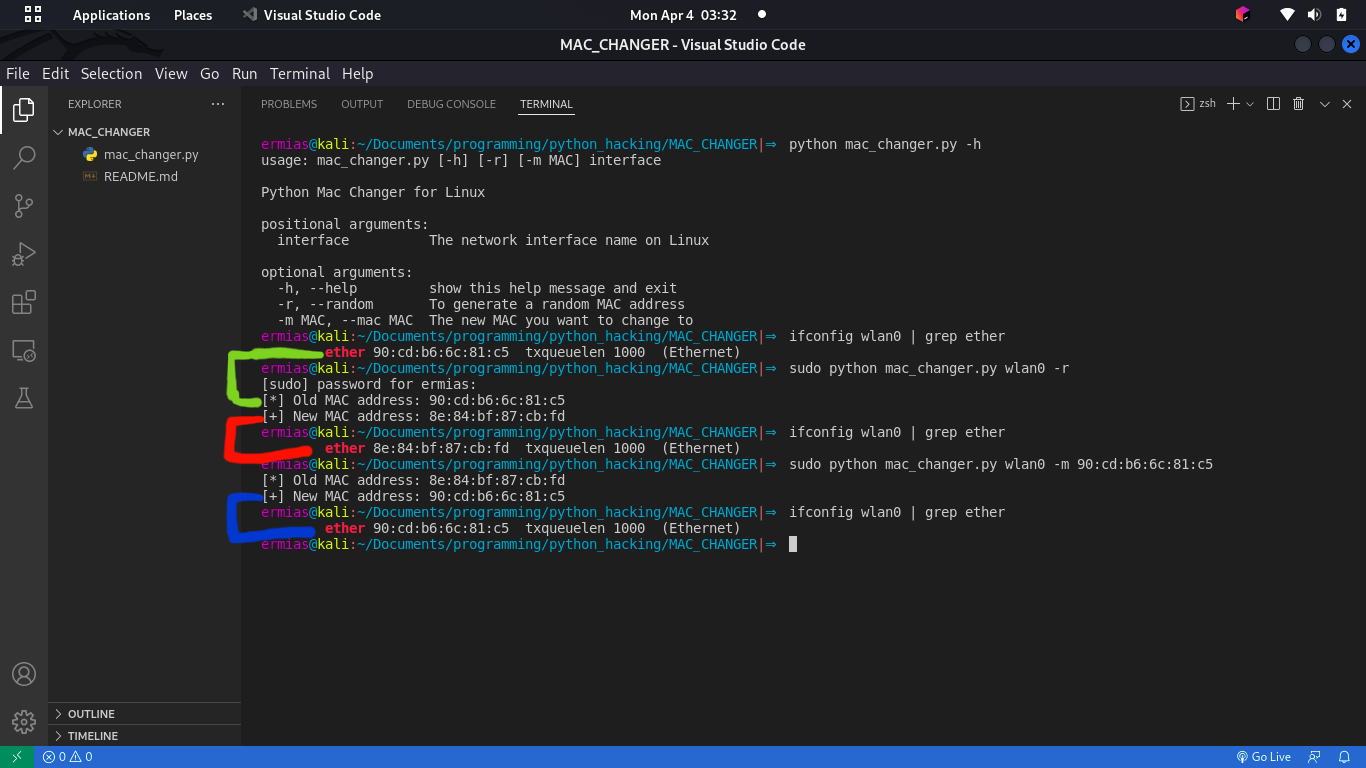 Applications Places Visual Studio Code Mon Apr 4 03:32
MAC_CHANGER - Visual Studio Code
File Edit Selection View Go Run Terminal Help
EXPLORER ···
MAC_CHANGER
mac_changer.py
README.md
OUTLINE
TIMELINE
PROBLEMS OUTPUT DEBUG CONSOLE TERMINAL zsh
ermias@kali:~/Documents/programming/python_hacking/MAC_CHANGER|⇒ python mac_changer.py -h
usage: mac_changer.py [-h] [-r] [-m MAC] interface
Python Mac Changer for Linux
positional arguments:
interface The network interface name on Linux
optional arguments:
-h, --help show this help message and exit
-r, --random To generate a random MAC address
-m MAC, --mac MAC The new MAC you want to change to
ermias@kali:~/Documents/programming/python_hacking/MAC_CHANGER|⇒ ifconfig wlan0 | grep ether
ether 90:cd:b6:6c:81:c5 txqueuelen 1000 (Ethernet)
ermias@kali:~/Documents/programming/python_hacking/MAC_CHANGER|⇒ sudo python mac_changer.py wlan0 -r
[sudo] password for ermias:
[*] Old MAC address: 90:cd:b6:6c:81:c5
[+] New MAC address: 8e:84:bf:87:cb:fd
ermias@kali:~/Documents/programming/python_hacking/MAC_CHANGER|⇒ ifconfig wlan0 | grep ether
ether 8e:84:bf:87:cb:fd txqueuelen 1000 (Ethernet)
ermias@kali:~/Documents/programming/python_hacking/MAC_CHANGER|⇒ sudo python mac_changer.py wlan0 -m 90:cd:b6:6c:81:c5
[*] Old MAC address: 8e:84:bf:87:cb:fd
[+] New MAC address: 90:cd:b6:6c:81:c5
ermias@kali:~/Documents/programming/python_hacking/MAC_CHANGER|⇒ ifconfig wlan0 | grep ether
ether 90:cd:b6:6c:81:c5 txqueuelen 1000 (Ethernet)
ermias@kali:~/Documents/programming/python_hacking/MAC_CHANGER|⇒
0 0 Go Live